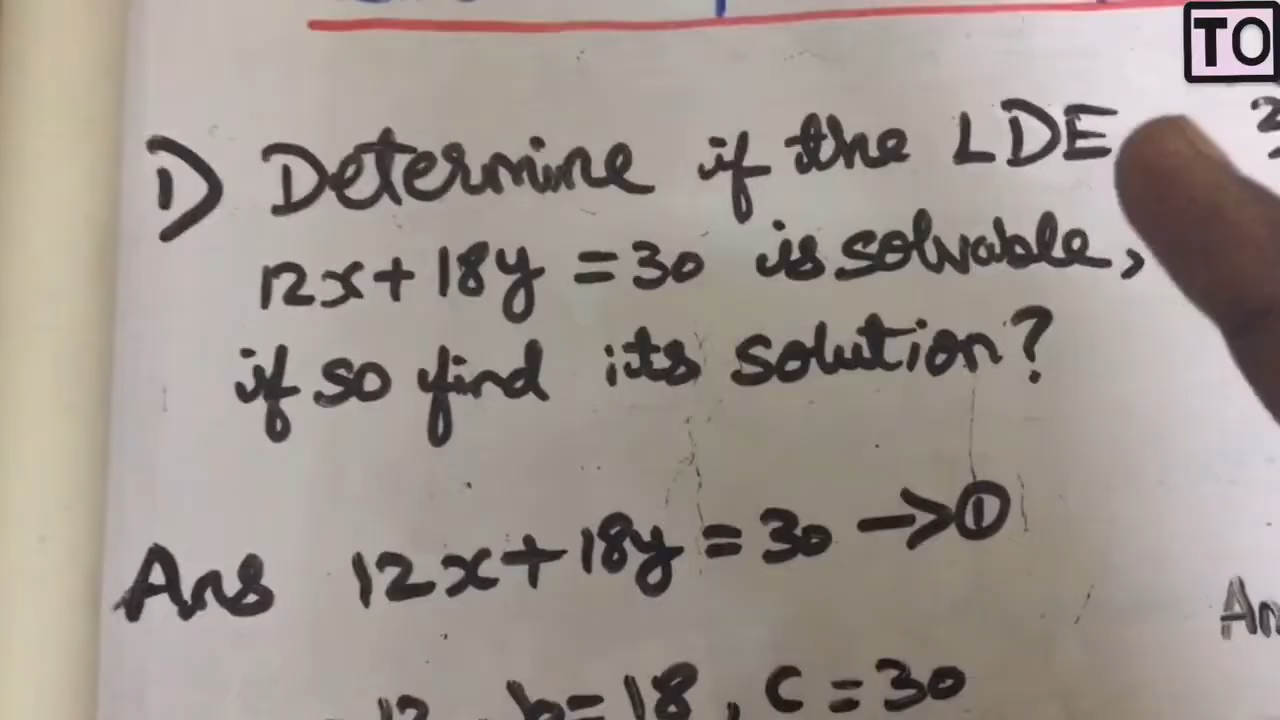 TO
1) Determine if the LDE
12x + 18y = 30 is solvable,
if so find its solution?
Ans 12x + 18y = 30 → ①
= 12, b = 18, c = 30